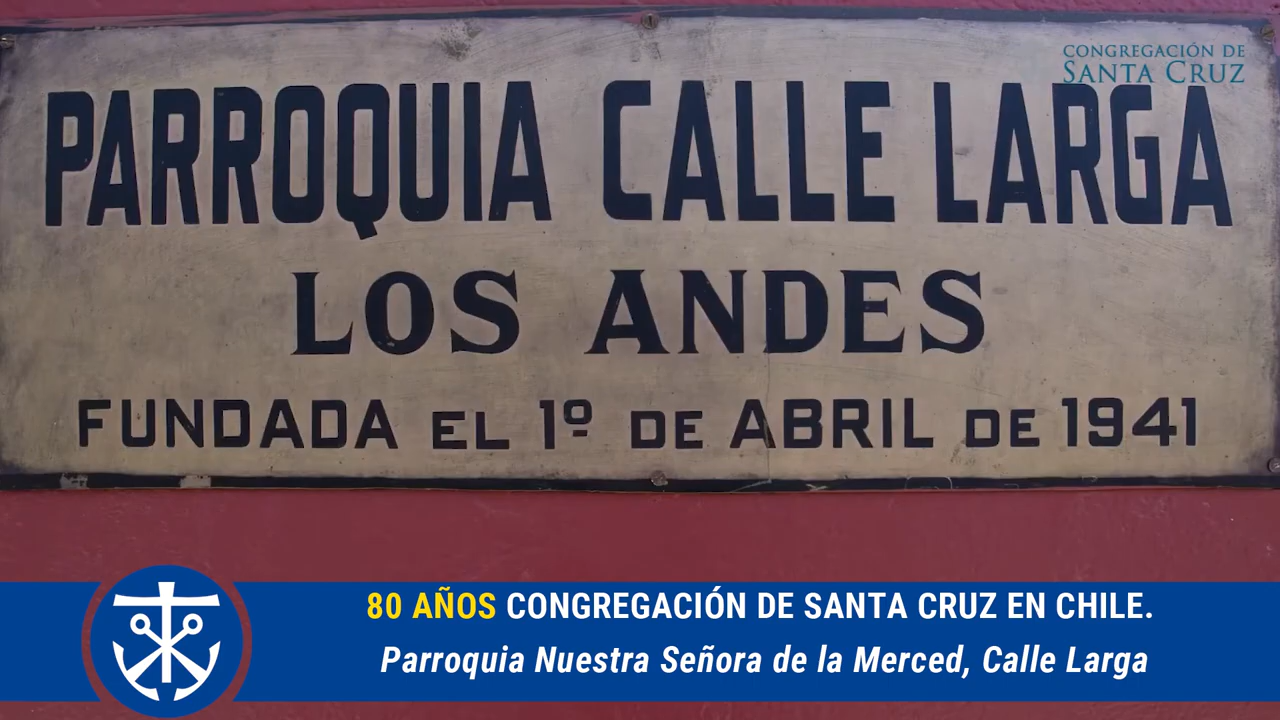 CONGREGACIÓN DE
SANTA CRUZ
PARROQUIA CALLE LARGA
LOS ANDES
FUNDADA EL 1º DE ABRIL DE 1941
80 AÑOS CONGREGACIÓN DE SANTA CRUZ EN CHILE.
Parroquia Nuestra Señora de la Merced, Calle Larga